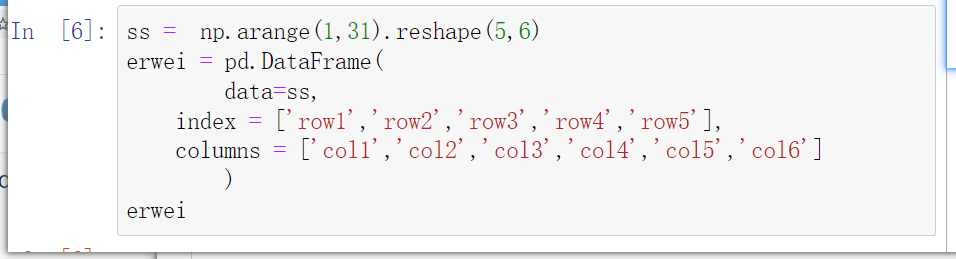 In [6]: ss =  np.arange(1,31).reshape(5,6)
erwei = pd.DataFrame(
        data=ss,
    index = ['row1','row2','row3','row4','row5'],
    columns = ['col1','col2','col3','col4','col5','col6']
        )
erwei